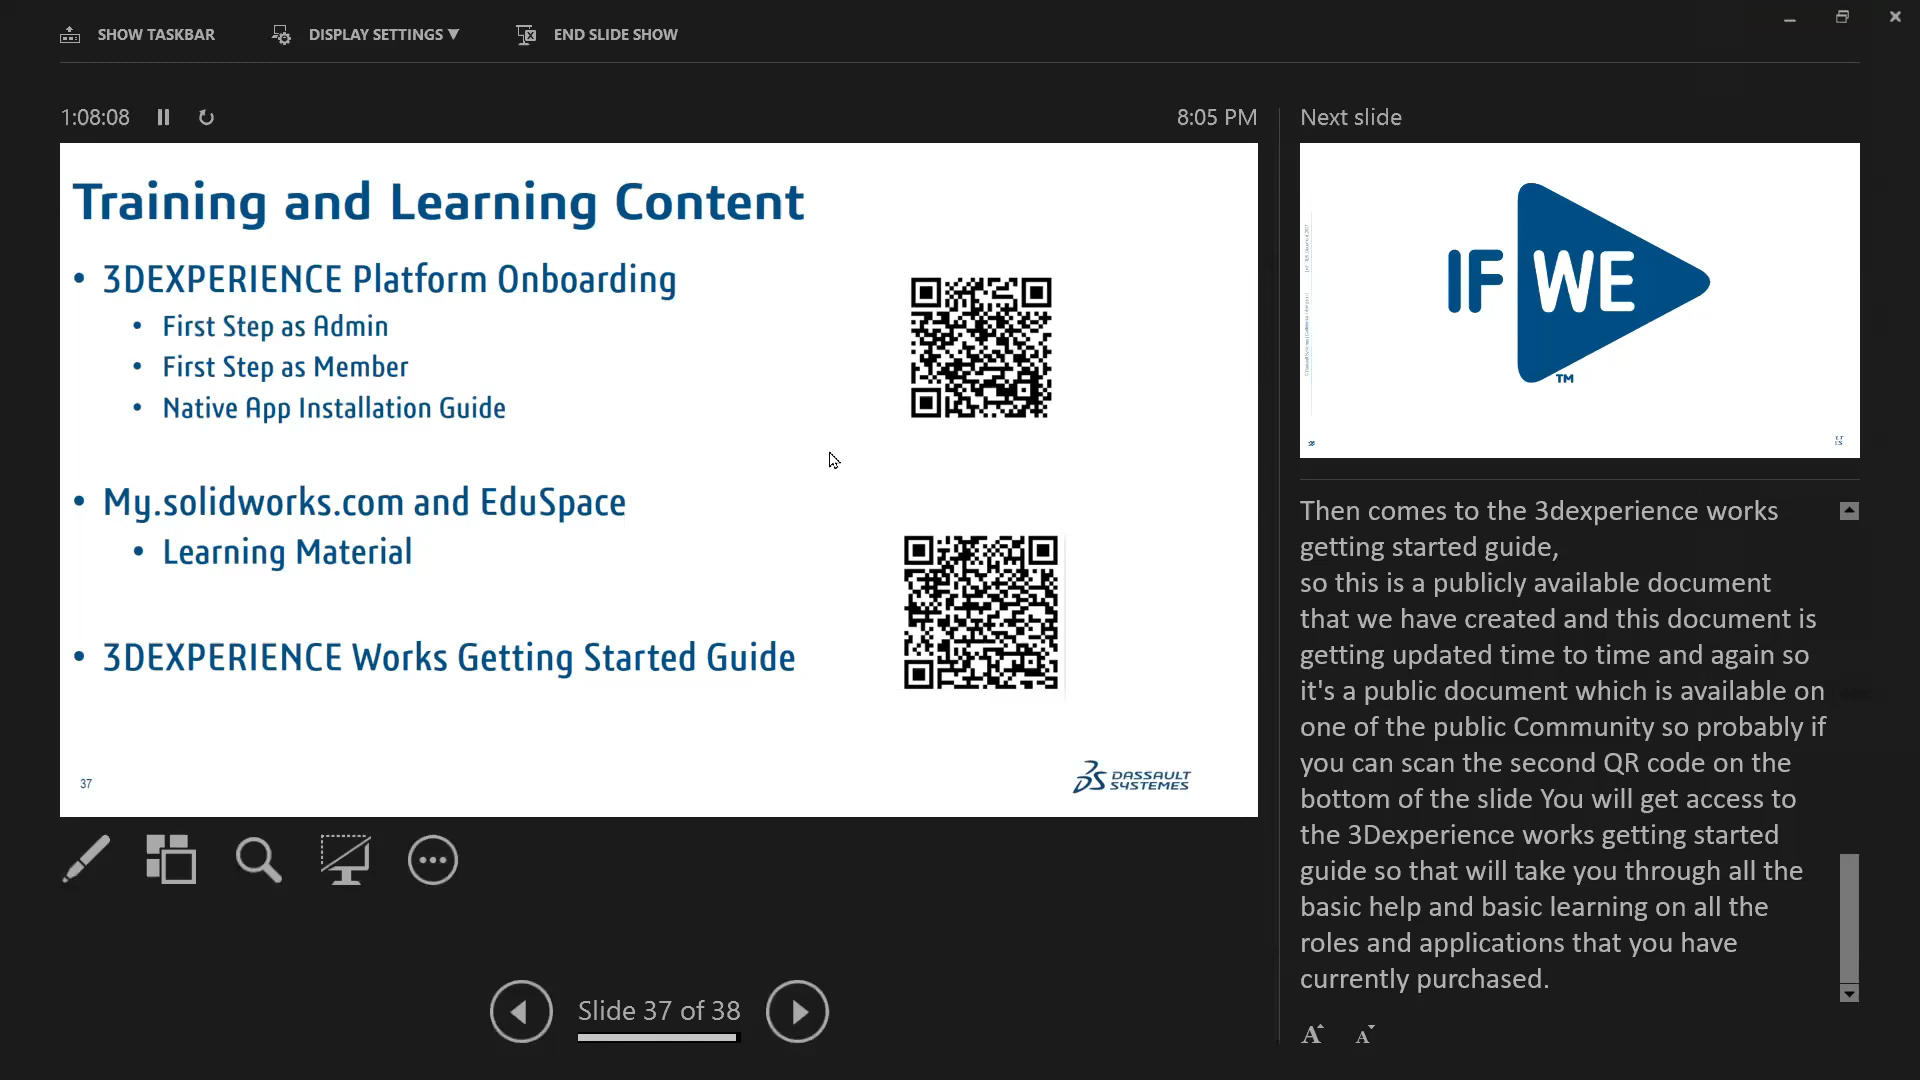 SHOW TASKBAR
DISPLAY SETTINGS ▼
END SLIDE SHOW
1:08:08
8:05 PM
Training and Learning Content
• 3DEXPERIENCE Platform Onboarding
• First Step as Admin
• First Step as Member
• Native App Installation Guide
• My.solidworks.com and EduSpace
• Learning Material
• 3DEXPERIENCE Works Getting Started Guide
37
DASSAULT
SYSTEMES
Next slide
IF WE
TM
Then comes to the 3dexperience works
getting started guide,
so this is a publicly available document
that we have created and this document is
getting updated time to time and again so
it's a public document which is available on
one of the public Community so probably if
you can scan the second QR code on the
bottom of the slide You will get access to
the 3Dexperience works getting started
guide so that will take you through all the
basic help and basic learning on all the
roles and applications that you have
currently purchased.
Slide 37 of 38
A A